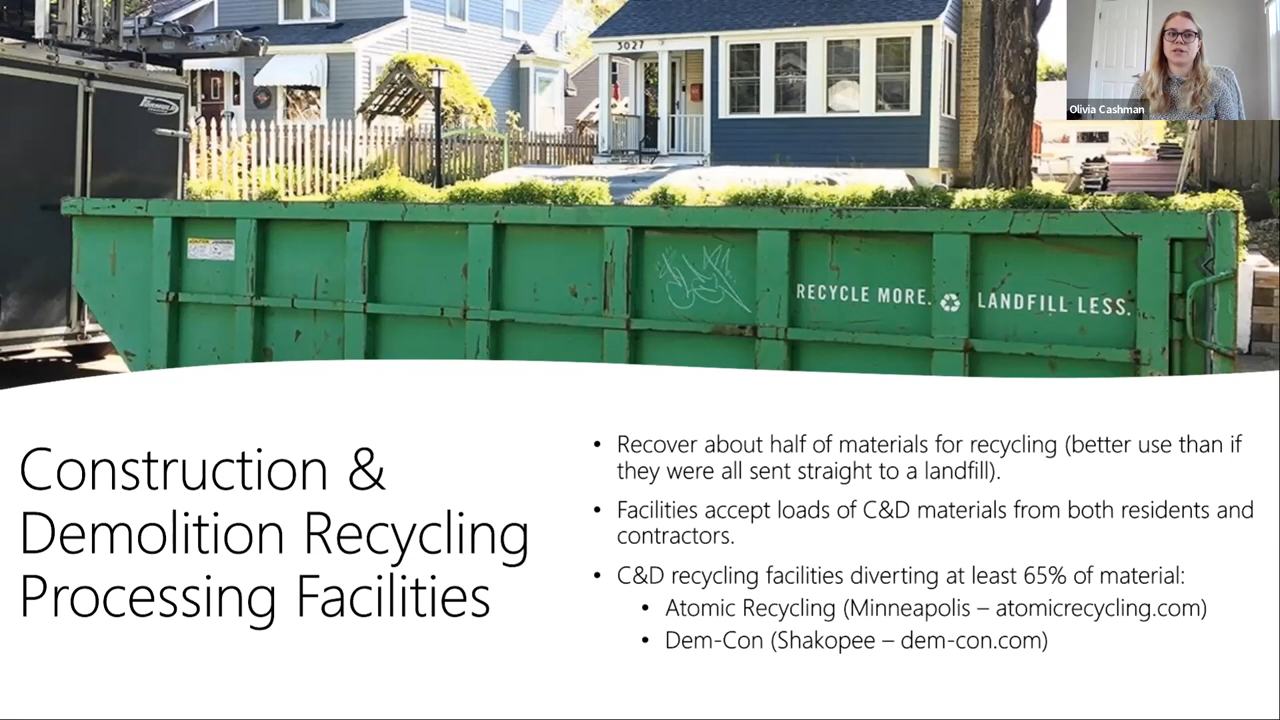 3027
Olivia Cashman
RECYCLE MORE. LANDFILL LESS.
Construction &
Demolition Recycling
Processing Facilities
• Recover about half of materials for recycling (better use than if
they were all sent straight to a landfill).
• Facilities accept loads of C&D materials from both residents and
contractors.
• C&D recycling facilities diverting at least 65% of material:
• Atomic Recycling (Minneapolis – atomicrecycling.com)
• Dem-Con (Shakopee – dem-con.com)